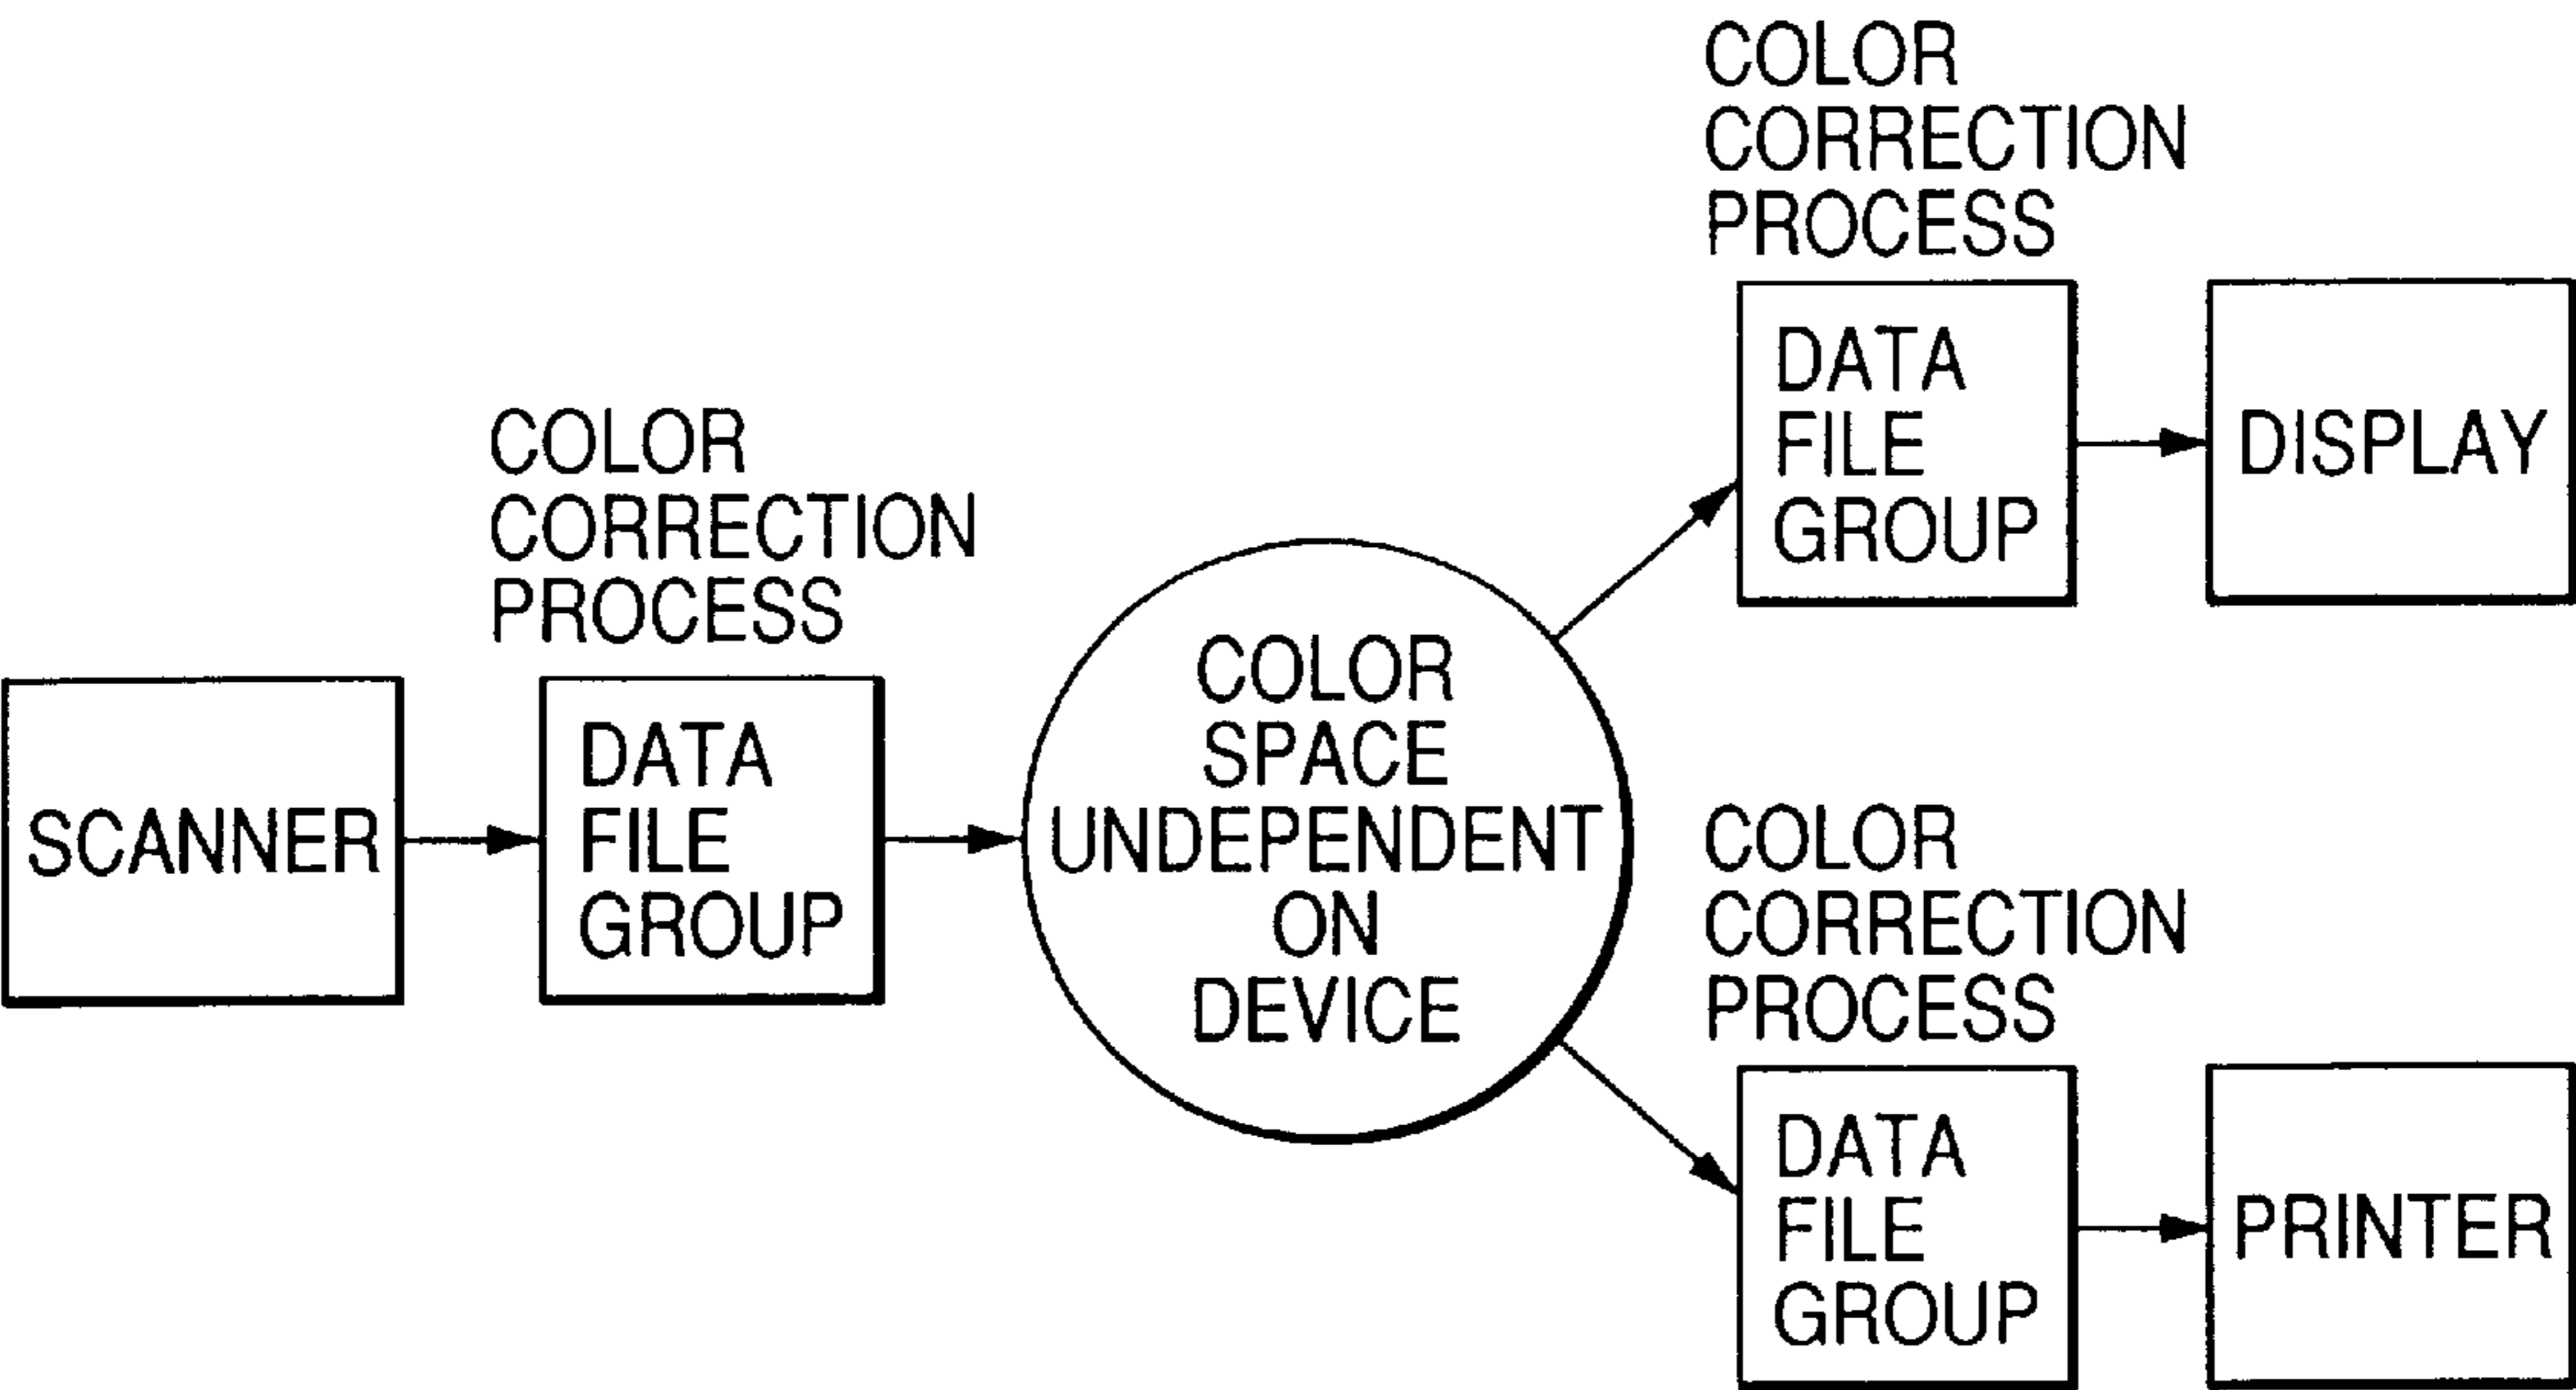 SCANNER
COLOR
CORRECTION
PROCESS
DATA
FILE
GROUP
COLOR
SPACE
UNDEPENDENT
ON
DEVICE
COLOR
CORRECTION
PROCESS
DATA
FILE
GROUP
DISPLAY
COLOR
CORRECTION
PROCESS
DATA
FILE
GROUP
PRINTER